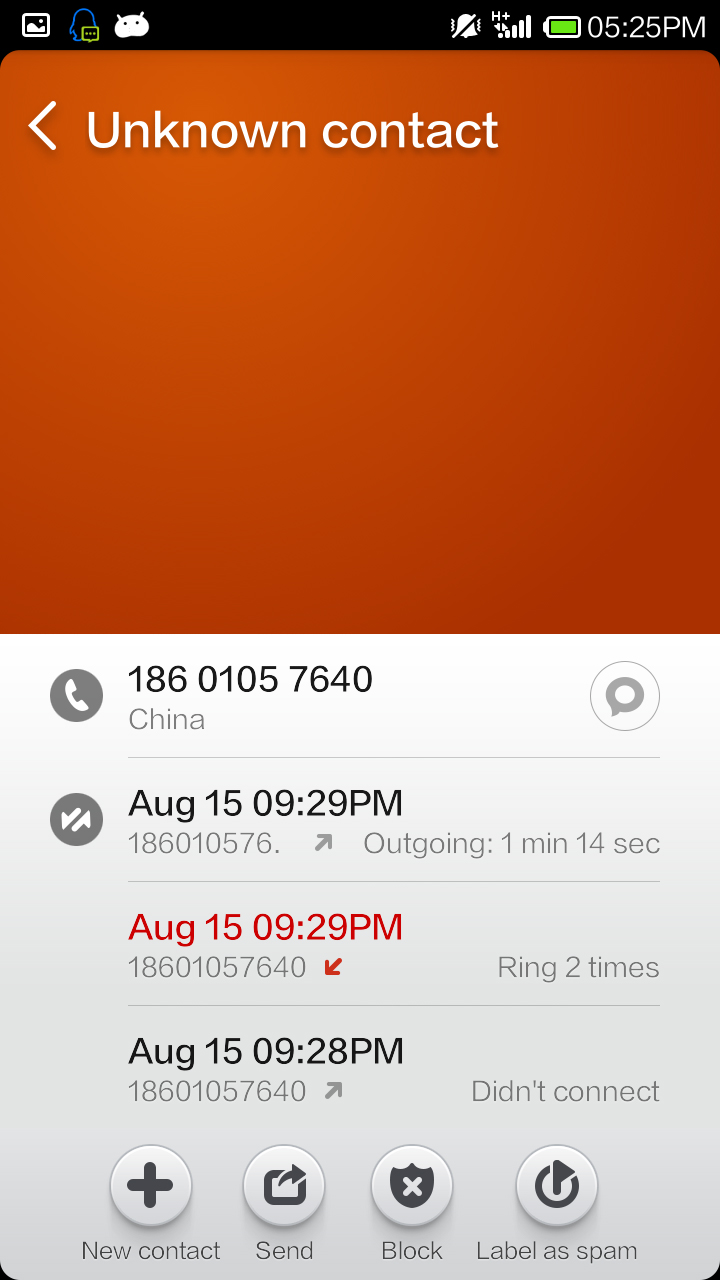 H+
05:25PM
Unknown contact
186 0105 7640
China
Aug 15 09:29PM
186010576. Outgoing: 1 min 14 sec
Aug 15 09:29PM
18601057640 Ring 2 times
Aug 15 09:28PM
18601057640 Didn't connect
New contact Send Block Label as spam